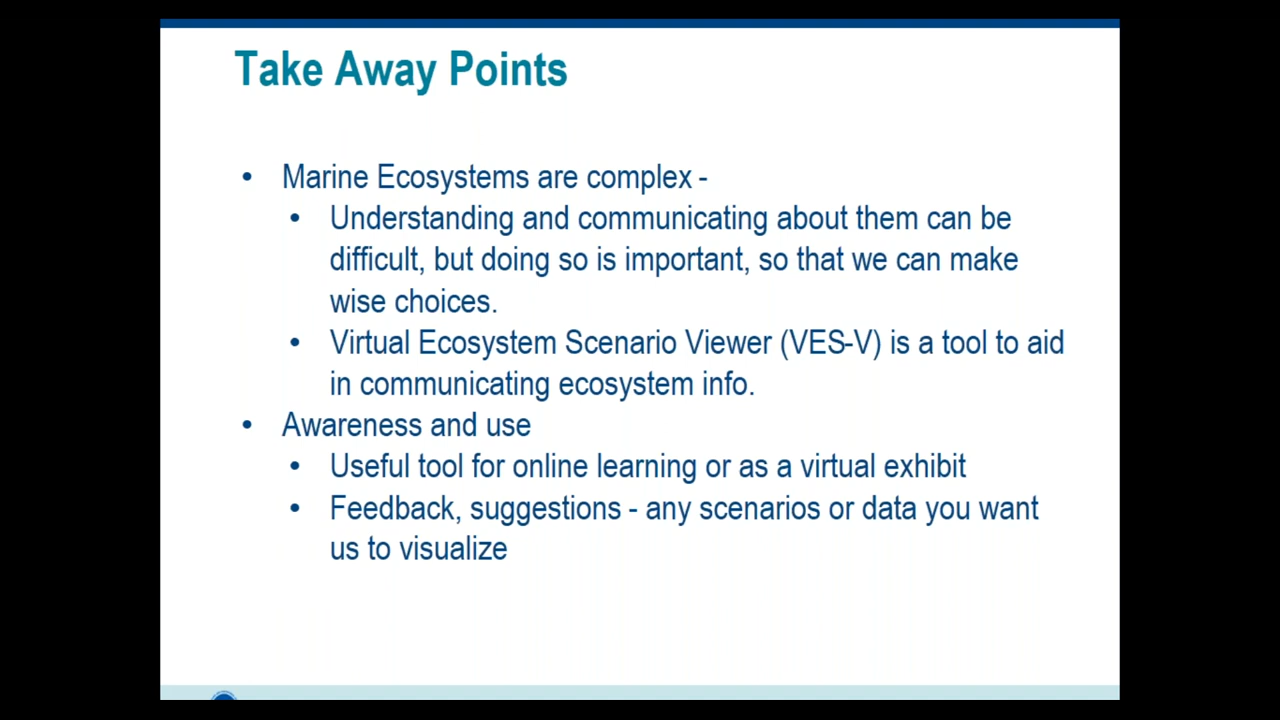 Take Away Points
• Marine Ecosystems are complex -
• Understanding and communicating about them can be
difficult, but doing so is important, so that we can make
wise choices.
• Virtual Ecosystem Scenario Viewer (VES-V) is a tool to aid
in communicating ecosystem info.
• Awareness and use
• Useful tool for online learning or as a virtual exhibit
• Feedback, suggestions - any scenarios or data you want
us to visualize